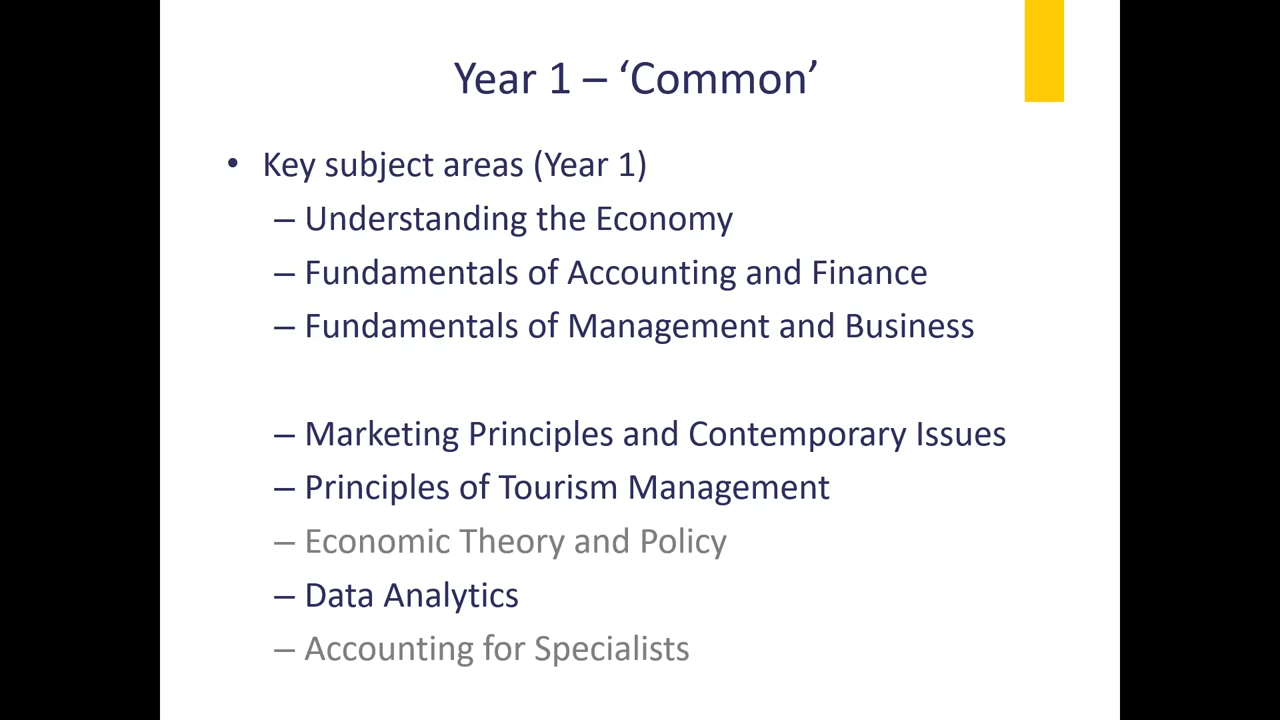 Year 1 – ‘Common’
• Key subject areas (Year 1)
– Understanding the Economy
– Fundamentals of Accounting and Finance
– Fundamentals of Management and Business
– Marketing Principles and Contemporary Issues
– Principles of Tourism Management
– Economic Theory and Policy
– Data Analytics
– Accounting for Specialists